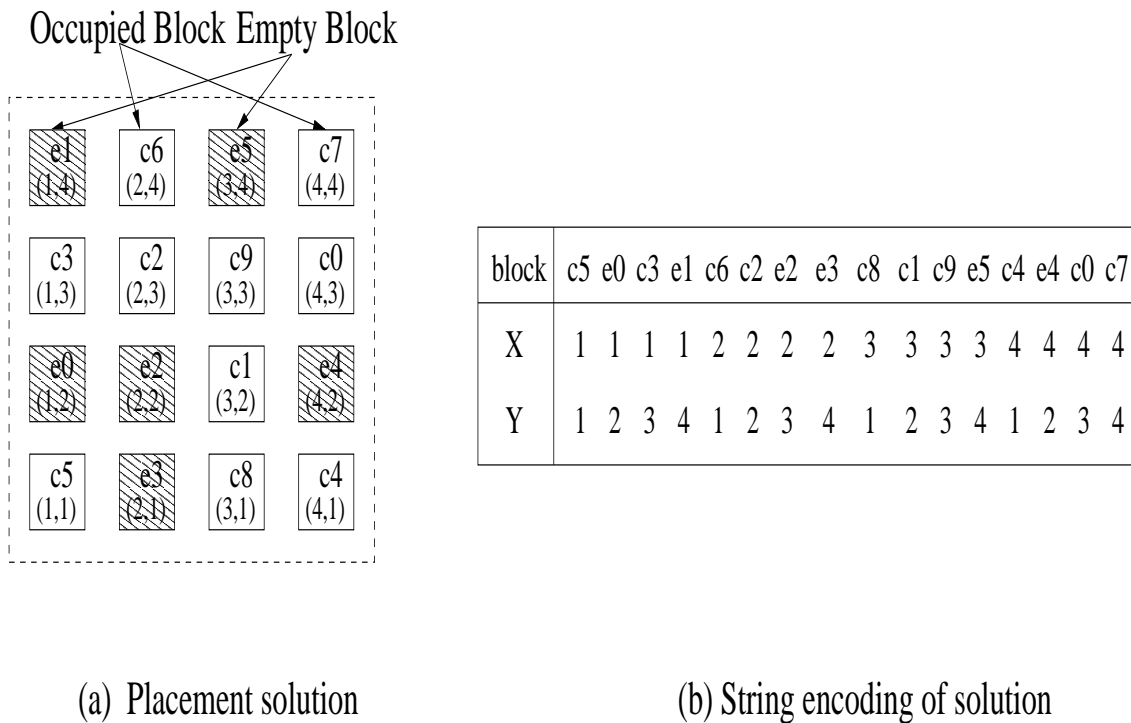 Occupied Block Empty Block
e1 c6 e5 c7
(1,4) (2,4) (3,4) (4,4)
c3 c2 c9 c0
(1,3) (2,3) (3,3) (4,3)
e0 e2 c1 e4
(1,2) (2,2) (3,2) (4,2)
c5 e3 c8 c4
(1,1) (2,1) (3,1) (4,1)
block c5 e0 c3 e1 c6 c2 e2 e3 c8 c1 c9 e5 c4 e4 c0 c7
X 1 1 1 1 2 2 2 2 3 3 3 3 4 4 4 4
Y 1 2 3 4 1 2 3 4 1 2 3 4 1 2 3 4
(a) Placement solution
(b) String encoding of solution